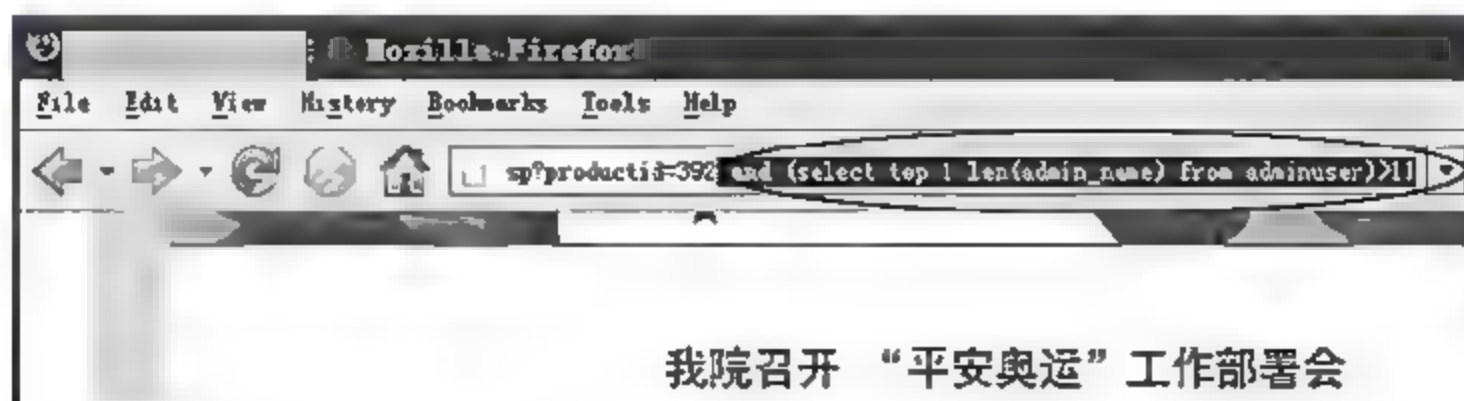 Mozilla Firefox
File Edit View History Bookmarks Tools Help
sp?productid=392 and (select top 1 len(admin_name) from adminuser)>11
我院召开 “平安奥运”工作部署会